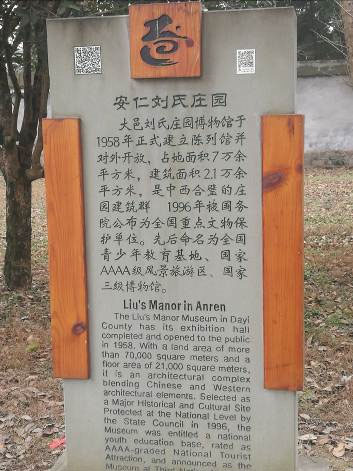 安仁刘氏庄园
大邑刘氏庄园博物馆于
1958年正式建立陈列馆并
对外开放，占地面积7万余
平方米，建筑面积2.1万余
平方米，是中西合璧的庄
园建筑群 1996年被国务
院公布为全国重点文物保
护单位。先后命名为全国
青少年教育基地、国家
AAAA级风景旅游区、国家
三级博物馆。
Liu's Manor in Anren
The Liu's Manor Museum in Dayi
County has its exhibition hall
completed and opened to the public
in 1958. With a land area of more
than 70,000 square meters and a
floor area of 21,000 square meters,
it is an architectural complex
blending Chinese and Western
architectural elements. Selected as
a Major Historical and Cultural Site
Protected at the National Level by
the State Council in 1996, the
Museum was entitled a national
youth education base, rated as
AAAA-graded National Tourist
Attraction, and announced as the
Museum at Third